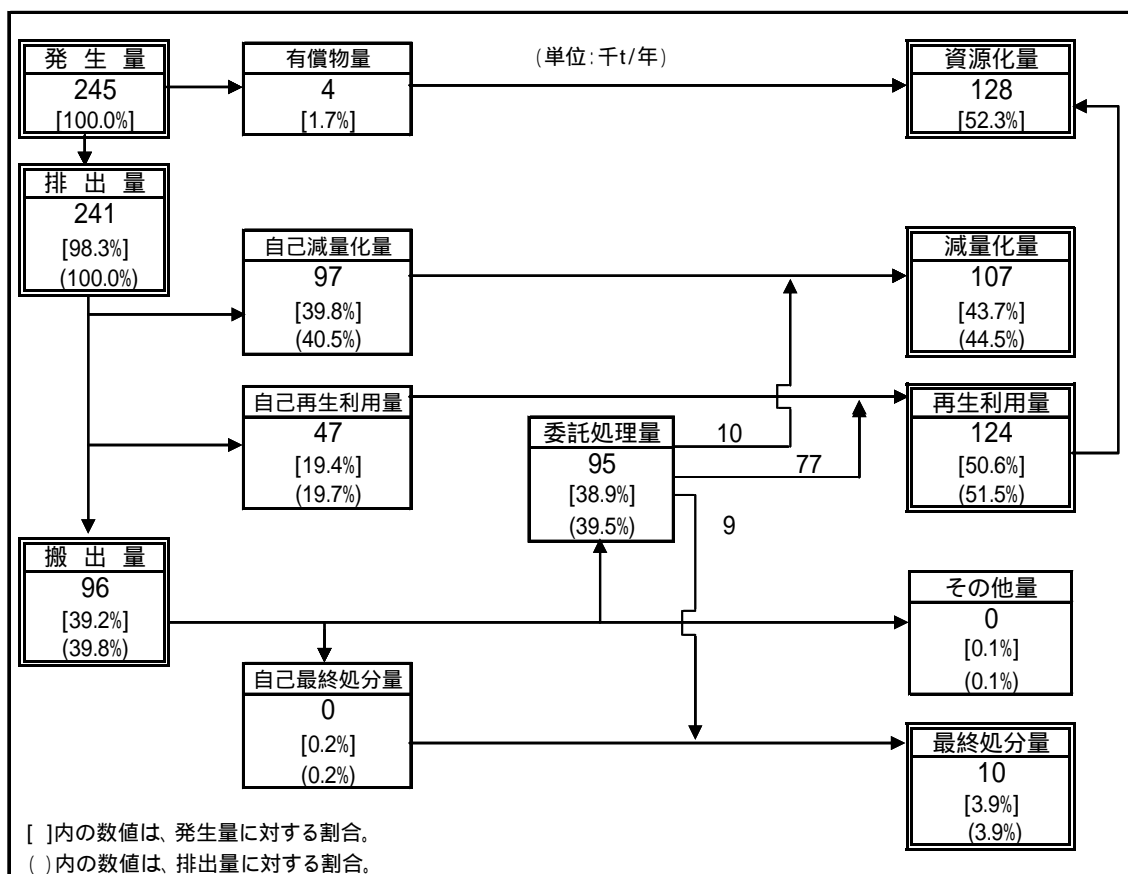 発 生 量
245
[100.0%]
有償物量
4
[1.7%]
(単位:千t/年)
資源化量
128
[52.3%]
排 出 量
241
[98.3%]
(100.0%)
自己減量化量
97
[39.8%]
(40.5%)
減量化量
107
[43.7%]
(44.5%)
自己再生利用量
47
[19.4%]
(19.7%)
委託処理量
95
[38.9%]
(39.5%)
10
77
9
再生利用量
124
[50.6%]
(51.5%)
搬 出 量
96
[39.2%]
(39.8%)
その他量
0
[0.1%]
(0.1%)
自己最終処分量
0
[0.2%]
(0.2%)
最終処分量
10
[3.9%]
(3.9%)
[ ]内の数値は、発生量に対する割合。
( )内の数値は、排出量に対する割合。